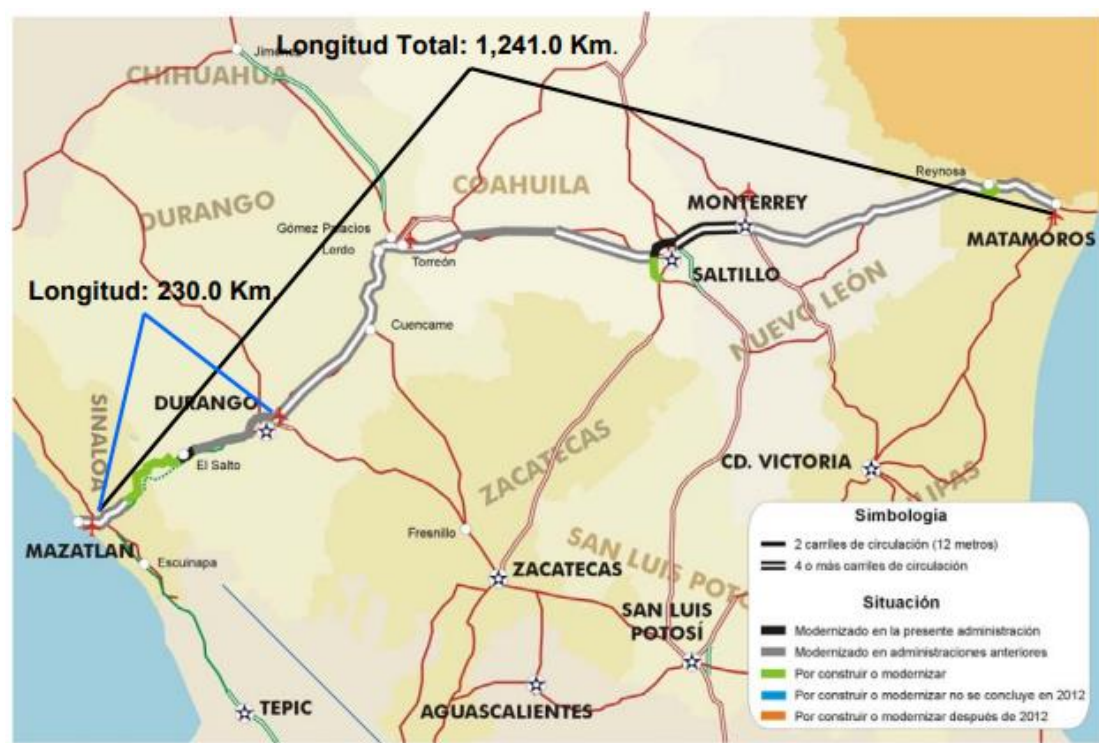 Longitud Total: 1,241.0 Km.
Jiménez
CHIHUAHUA
Reynosa
COAHUILA
DURANGO
MONTERREY
Gómez Palacios
MATAMOROS
Lerdo
Torreón
SALTILLO
Longitud: 230.0 Km.
NUEVO LEÓN
Cuencame
DURANGO
SINALOA
El Salto
ZACATECAS
CD. VICTORIA
Fresnillo
MAZATLAN
Escuinapa
SAN LUIS POTO
LIPAS
ZACATECAS
SAN LUIS
POTOSÍ
TEPIC
AGUASCALIENTES
Simbología
2 carriles de circulación (12 metros)
4 o más carriles de circulación
Situación
Modernizado en la presente administración
Modernizado en administraciones anteriores
Por construir o modernizar
Por construir o modernizar no se concluye en 2012
Por construir o modernizar después de 2012